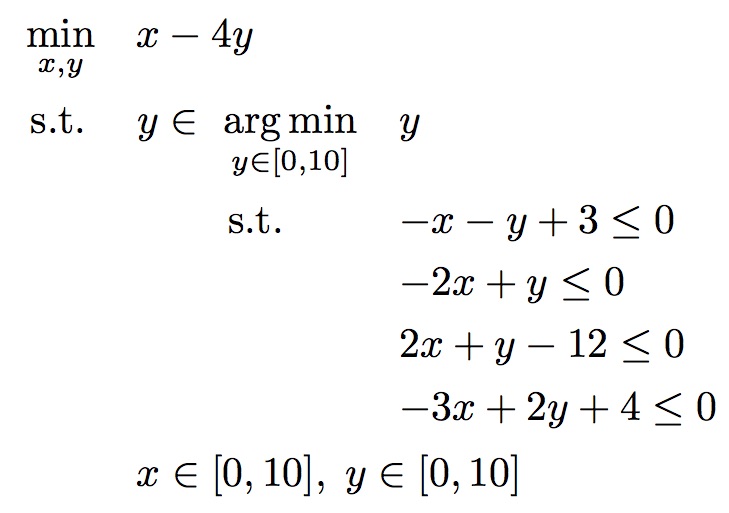 min x − 4y
x,y
s.t. y ∈ arg min y
y∈[0,10]
s.t. −x − y + 3 ≤ 0
−2x + y ≤ 0
2x + y − 12 ≤ 0
−3x + 2y + 4 ≤ 0
x ∈ [0, 10], y ∈ [0, 10]